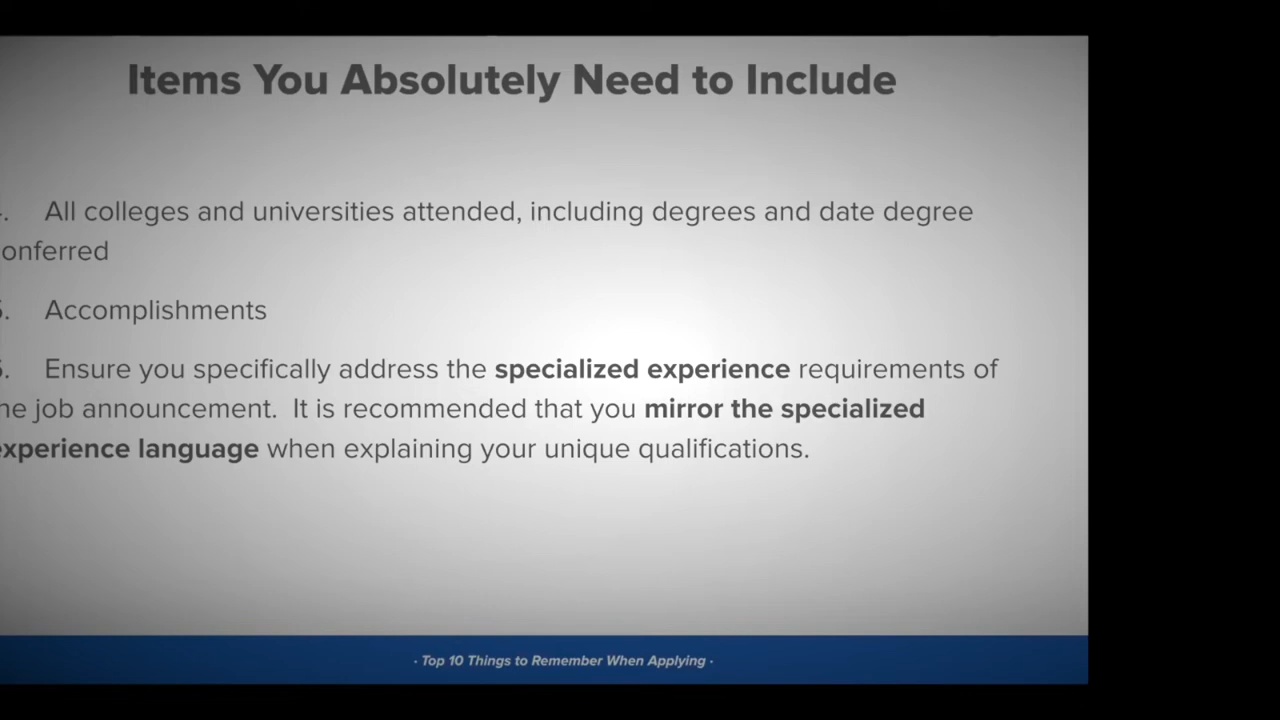 Items You Absolutely Need to Include
All colleges and universities attended, including degrees and date degree
onferred
Accomplishments
Ensure you specifically address the specialized experience requirements of
he job announcement. It is recommended that you mirror the specialized
experience language when explaining your unique qualifications.
· Top 10 Things to Remember When Applying ·